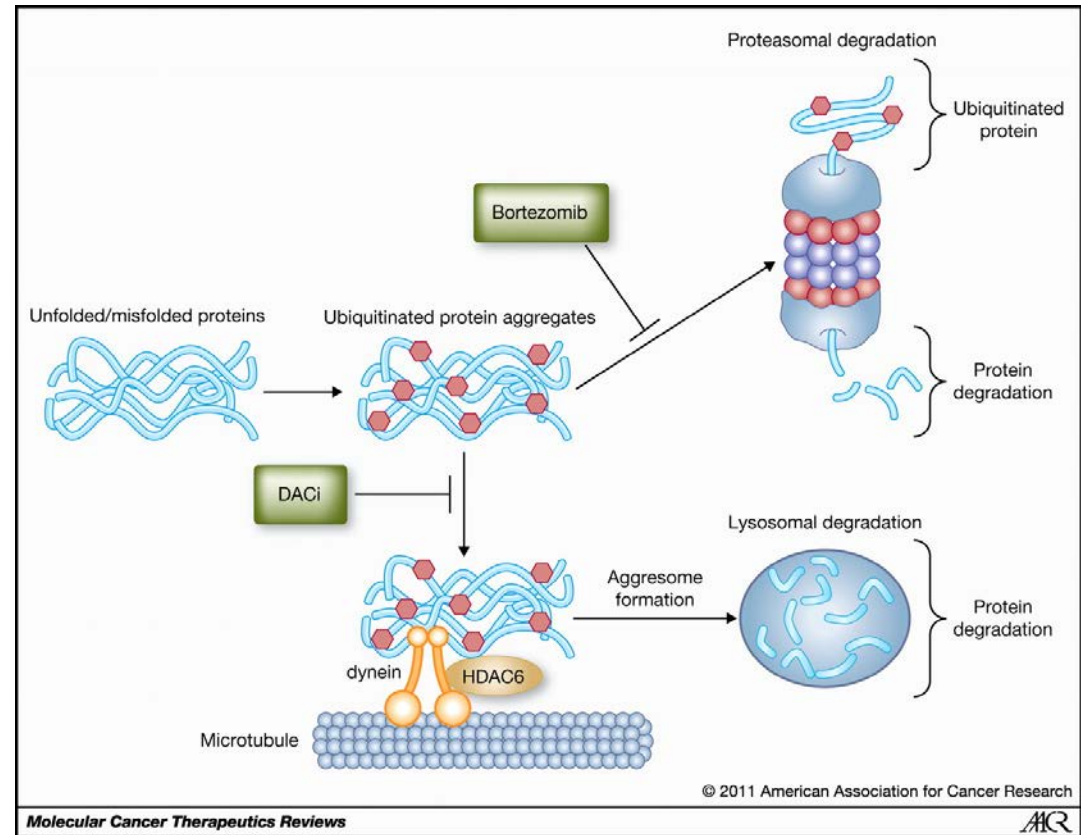 Proteasomal degradation
Ubiquitinated
protein
Bortezomib
Unfolded/misfolded proteins
Ubiquitinated protein aggregates
Protein
degradation
DACi
Lysosomal degradation
Aggresome
formation
Protein
degradation
dynein
HDAC6
Microtubule
© 2011 American Association for Cancer Research
Molecular Cancer Therapeutics Reviews
AACR